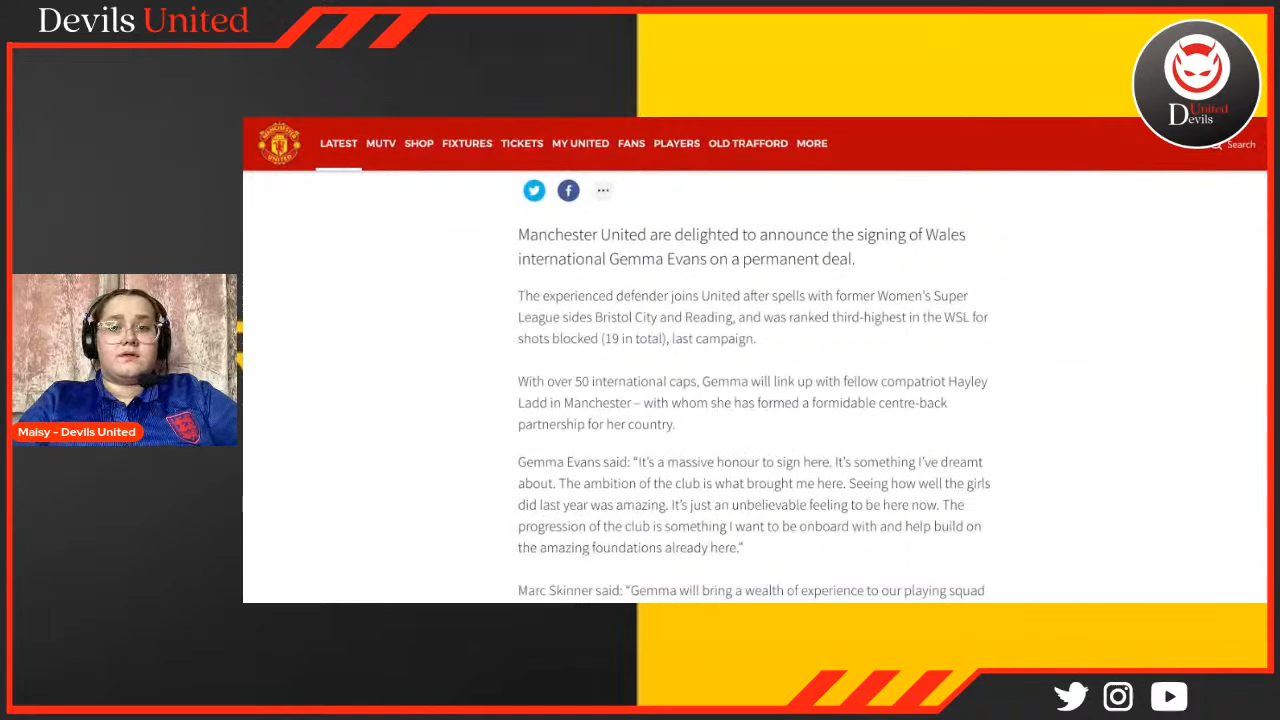 Devils United
United
Devils
MANCHESTER
UNITED
LATEST MUTV SHOP FIXTURES TICKETS MY UNITED FANS PLAYERS OLD TRAFFORD MORE
Search
Manchester United are delighted to announce the signing of Wales
international Gemma Evans on a permanent deal.
The experienced defender joins United after spells with former Women's Super
League sides Bristol City and Reading, and was ranked third-highest in the WSL for
shots blocked (19 in total), last campaign.
With over 50 international caps, Gemma will link up with fellow compatriot Hayley
Ladd in Manchester – with whom she has formed a formidable centre-back
partnership for her country.
Gemma Evans said: “It's a massive honour to sign here. It's something I've dreamt
about. The ambition of the club is what brought me here. Seeing how well the girls
did last year was amazing. It's just an unbelievable feeling to be here now. The
progression of the club is something I want to be onboard with and help build on
the amazing foundations already here.”
Marc Skinner said: “Gemma will bring a wealth of experience to our playing squad
Maisy - Devils United